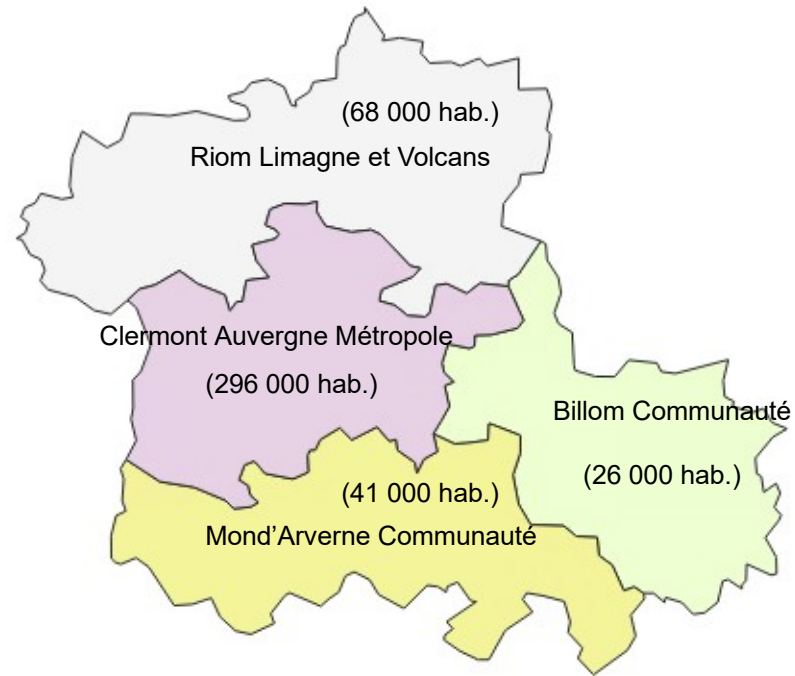 (68 000 hab.)
Riom Limagne et Volcans
Clermont Auvergne Métropole
(296 000 hab.)
Billom Communauté
(26 000 hab.)
(41 000 hab.)
Mond’Arverne Communauté